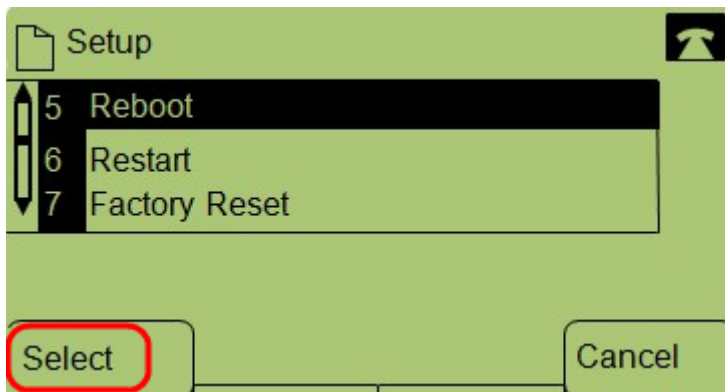 Setup
5 Reboot
6 Restart
7 Factory Reset
Select Cancel